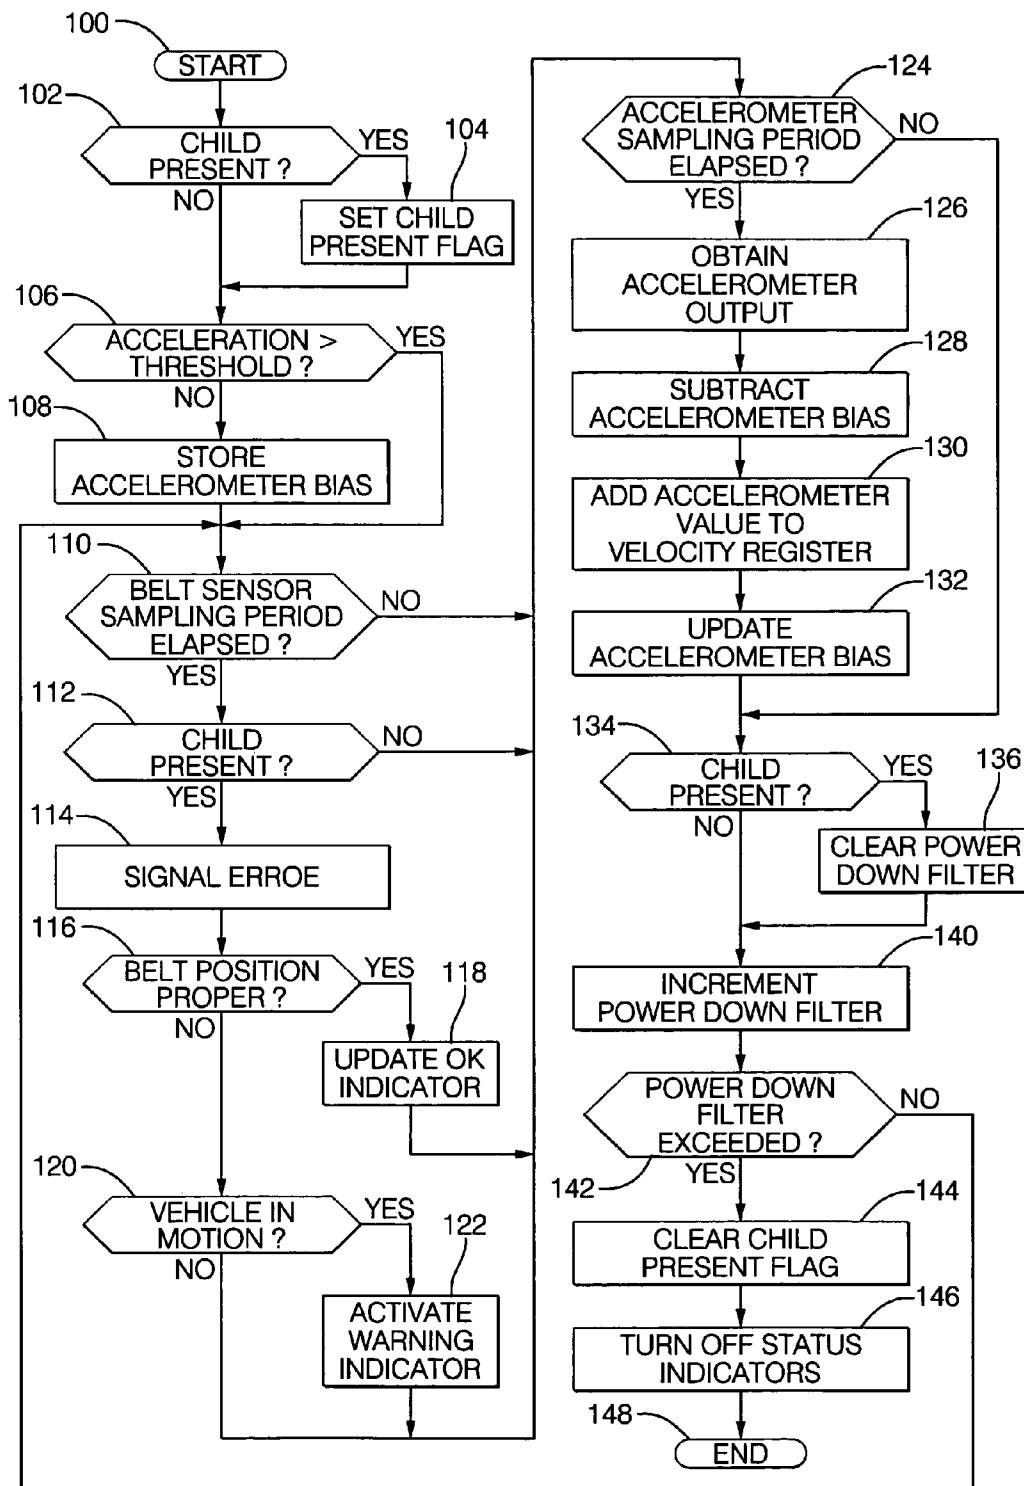 100
START
102
CHILD
PRESENT ?
YES
104
NO
SET CHILD
PRESENT FLAG
106
ACCELERATION >
THRESHOLD ?
YES
NO
108
STORE
ACCELEROMETER BIAS
110
BELT SENSOR
SAMPLING PERIOD
ELAPSED ?
NO
YES
112
CHILD
PRESENT ?
NO
YES
114
SIGNAL ERROE
116
BELT POSITION
PROPER ?
YES
118
NO
UPDATE OK
INDICATOR
120
VEHICLE IN
MOTION ?
YES
122
NO
ACTIVATE
WARNING
INDICATOR
124
ACCELEROMETER
SAMPLING PERIOD
ELAPSED ?
NO
YES
126
OBTAIN
ACCELEROMETER
OUTPUT
128
SUBTRACT
ACCELEROMETER BIAS
130
ADD ACCELEROMETER
VALUE TO
VELOCITY REGISTER
132
UPDATE
ACCELEROMETER BIAS
134
CHILD
PRESENT ?
YES
136
NO
CLEAR POWER
DOWN FILTER
140
INCREMENT
POWER DOWN FILTER
POWER DOWN
FILTER
EXCEEDED ?
NO
142
YES
144
CLEAR CHILD
PRESENT FLAG
146
TURN OFF STATUS
INDICATORS
148
END